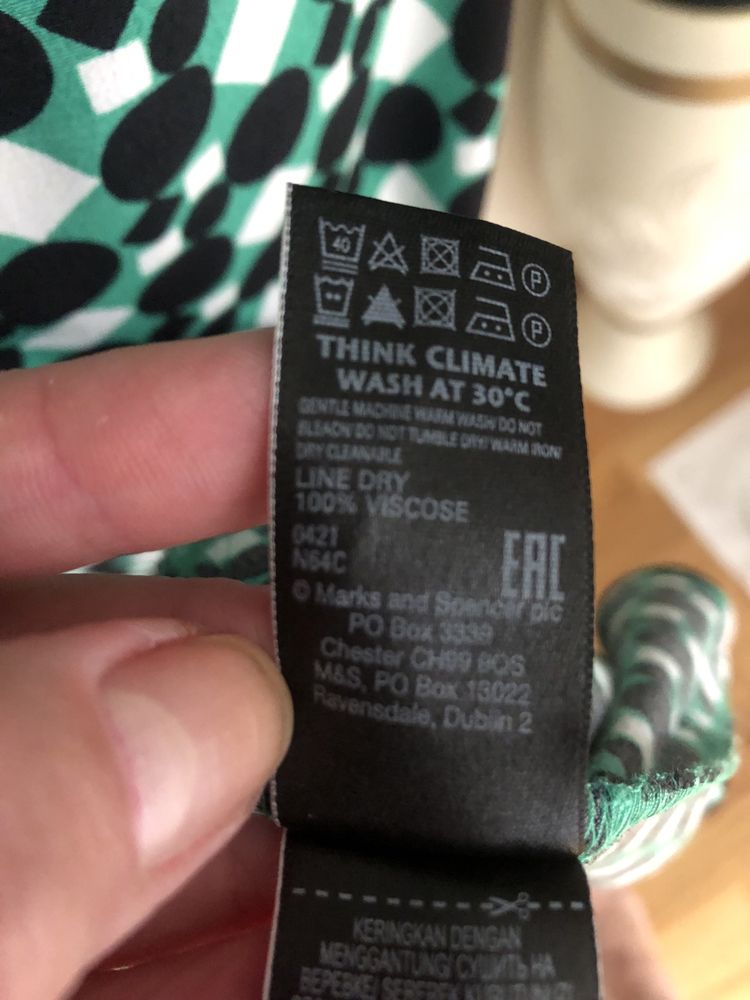 40
P
P
THINK CLIMATE
WASH AT 30°C
GENTLE MACHINE WARM WASH/ DO NOT
BLEACH/ DO NOT TUMBLE DRY/ WARM IRON/
DRY CLEANABLE
LINE DRY
100% VISCOSE
0421
N64C
EAC
© Marks and Spencer plc
PO Box 3339
Chester CH99 9QS
M&S, PO Box 13022
Ravensdale, Dublin 2
KERINGKAN DENGAN
MENGGANTUNG/ СУШИТЬ НА
ВЕРЕВКЕ/